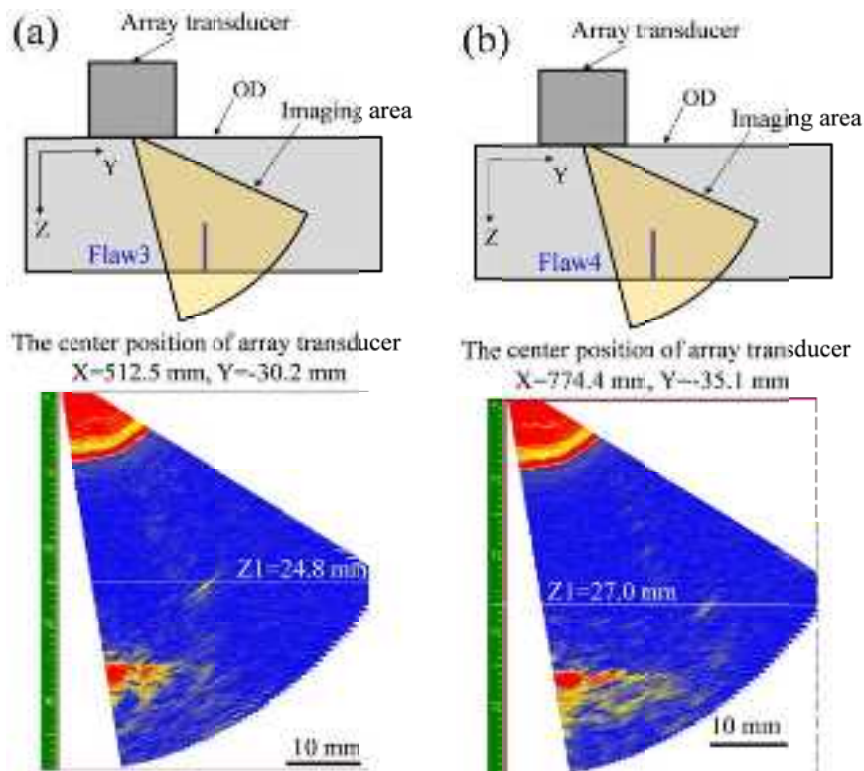 (a)
Array transducer
OD
Imaging area
Y
Z
Flaw3
The center position of array transducer
X=512.5 mm, Y=-30.2 mm
Z1=24.8 mm
10 mm
(b)
Array transducer
OD
Imaging area
Y
Z
Flaw4
The center position of array transducer
X=774.4 mm, Y=-35.1 mm
Z1=27.0 mm
10 mm